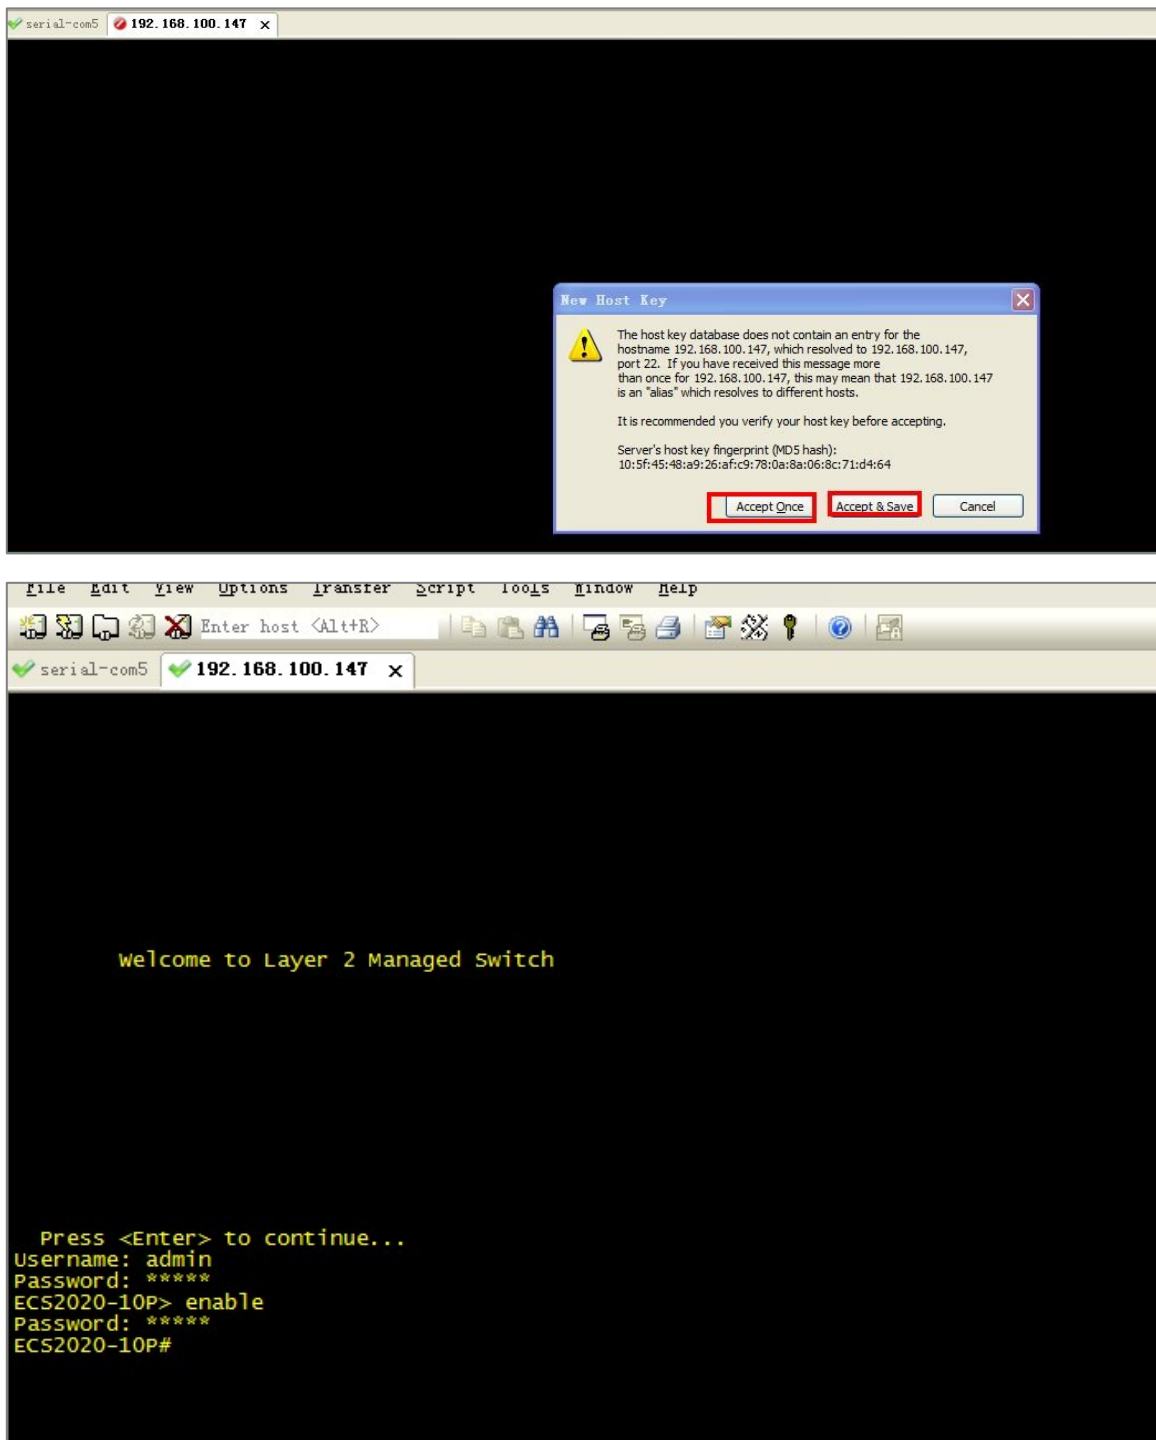 serial-com5 192.168.100.147 x
New Host Key
The host key database does not contain an entry for the
hostname 192.168.100.147, which resolved to 192.168.100.147,
port 22. If you have received this message more
than once for 192.168.100.147, this may mean that 192.168.100.147
is an "alias" which resolves to different hosts.
It is recommended you verify your host key before accepting.
Server's host key fingerprint (MD5 hash):
10:5f:45:48:a9:26:af:c9:78:0a:8a:06:8c:71:d4:64
Accept Once Accept & Save Cancel
File Edit View Options Transfer Script Tools Window Help
Enter host <Alt+R>
serial-com5 192.168.100.147 x
Welcome to Layer 2 Managed Switch
Press <Enter> to continue...
Username: admin
Password: *****
ECS2020-10P> enable
Password: *****
ECS2020-10P#